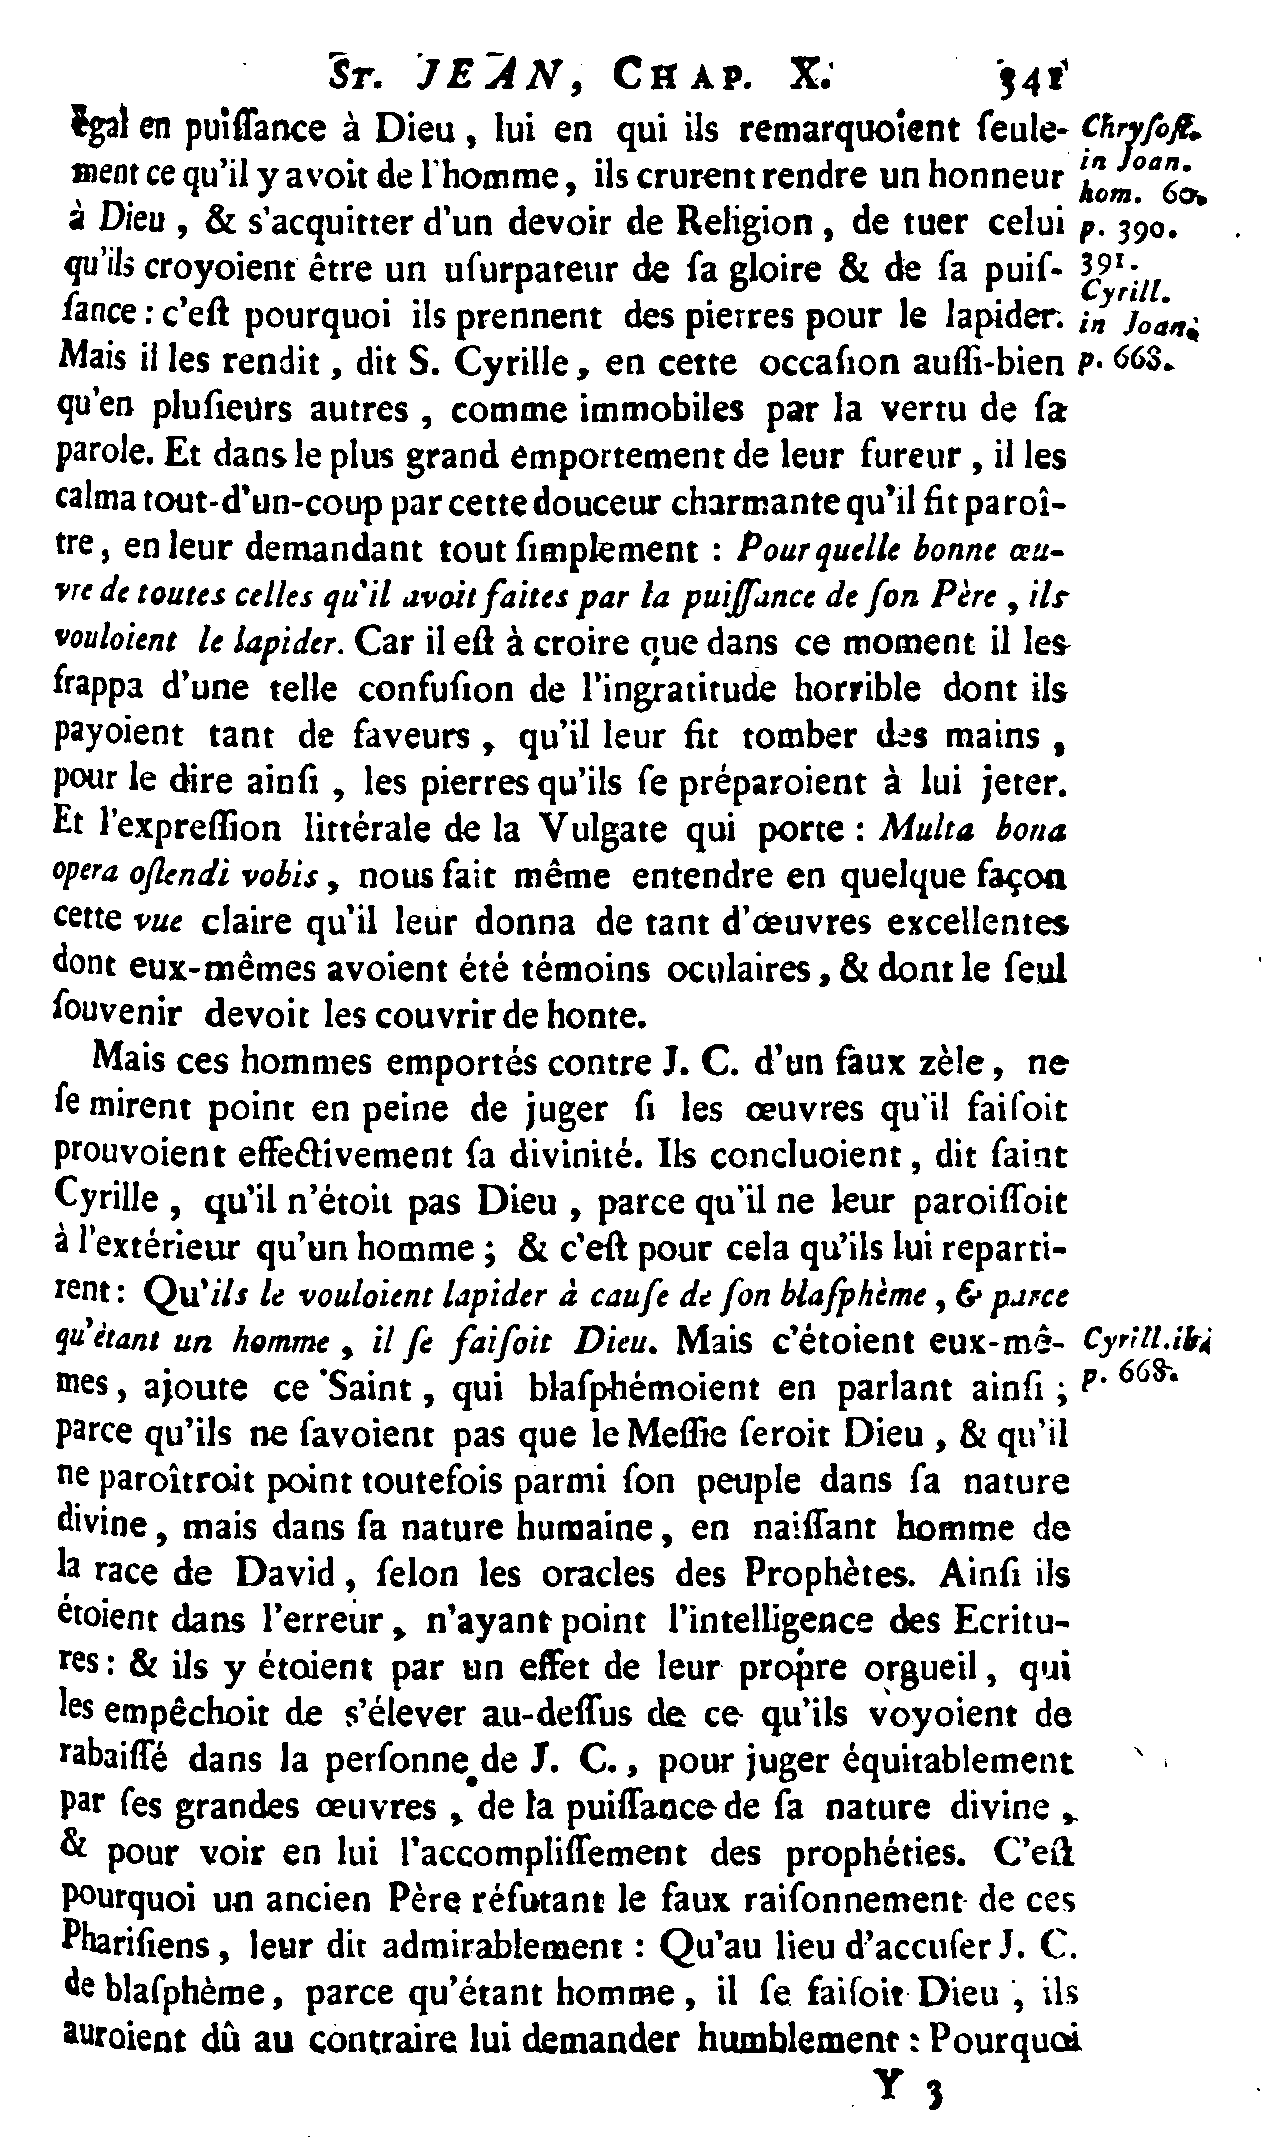 St. JEAN, CHAP. X. 341
égal en puiſſance à Dieu, lui en qui ils remarquoient ſeule-
ment ce qu'il y avoit de l'homme, ils crurent rendre un honneur
à Dieu, & s'acquitter d'un devoir de Religion, de tuer celui
qu'ils croyoient être un uſurpateur de ſa gloire & de ſa puiſ-
ſance : c'eſt pourquoi ils prennent des pierres pour le lapider.
Mais il les rendit, dit S. Cyrille, en cette occaſion auſſi-bien
qu'en pluſieurs autres, comme immobiles par la vertu de ſa
parole. Et dans le plus grand emportement de leur fureur, il les
calma tout-d'un-coup par cette douceur charmante qu'il fit paroî-
tre, en leur demandant tout ſimplement : Pour quelle bonne œu-
vre de toutes celles qu'il avoit faites par la puiſſance de ſon Père, ils
vouloient le lapider. Car il eſt à croire que dans ce moment il les
frappa d'une telle confuſion de l'ingratitude horrible dont ils
payoient tant de faveurs, qu'il leur fit tomber des mains,
pour le dire ainſi, les pierres qu'ils ſe préparoient à lui jeter.
Et l'expreſſion littérale de la Vulgate qui porte : Multa bona
opera oſtendi vobis, nous fait même entendre en quelque façon
cette vue claire qu'il leur donna de tant d'œuvres excellentes
dont eux-mêmes avoient été témoins oculaires, & dont le ſeul
ſouvenir devoit les couvrir de honte.
Mais ces hommes emportés contre J. C. d'un faux zèle, ne
ſe mirent point en peine de juger ſi les œuvres qu'il faiſoit
prouvoient effectivement ſa divinité. Ils concluoient, dit ſaint
Cyrille, qu'il n'étoit pas Dieu, parce qu'il ne leur paroiſſoit
à l'extérieur qu'un homme ; & c'eſt pour cela qu'ils lui reparti-
rent : Qu'ils le vouloient lapider à cauſe de ſon blaſphème, & parce
qu'étant un homme, il ſe faiſoit Dieu. Mais c'étoient eux-mê-
mes, ajoute ce Saint, qui blaſphémoient en parlant ainſi ;
parce qu'ils ne ſavoient pas que le Meſſie ſeroit Dieu, & qu'il
ne paroîtroit point toutefois parmi ſon peuple dans ſa nature
divine, mais dans ſa nature humaine, en naiſſant homme de
la race de David, ſelon les oracles des Prophètes. Ainſi ils
étoient dans l'erreur, n'ayant point l'intelligence des Ecritu-
res : & ils y étoient par un effet de leur propre orgueil, qui
les empêchoit de s'élever au-deſſus de ce qu'ils voyoient de
rabaiſſé dans la perſonne de J. C., pour juger équitablement
par ſes grandes œuvres, de la puiſſance de ſa nature divine,
& pour voir en lui l'accompliſſement des prophéties. C'eſt
pourquoi un ancien Père réfutant le faux raiſonnement de ces
Phariſiens, leur dit admirablement : Qu'au lieu d'accuſer J. C.
de blaſphème, parce qu'étant homme, il ſe faiſoit Dieu ; ils
auroient dû au contraire lui demander humblement : Pourquoi
Y 3
Chryſoſt.
in Joan.
hom. 60.
p. 390.
391.
Cyrill.
in Joan.
p. 668.
Cyrill. ibi
p. 668.